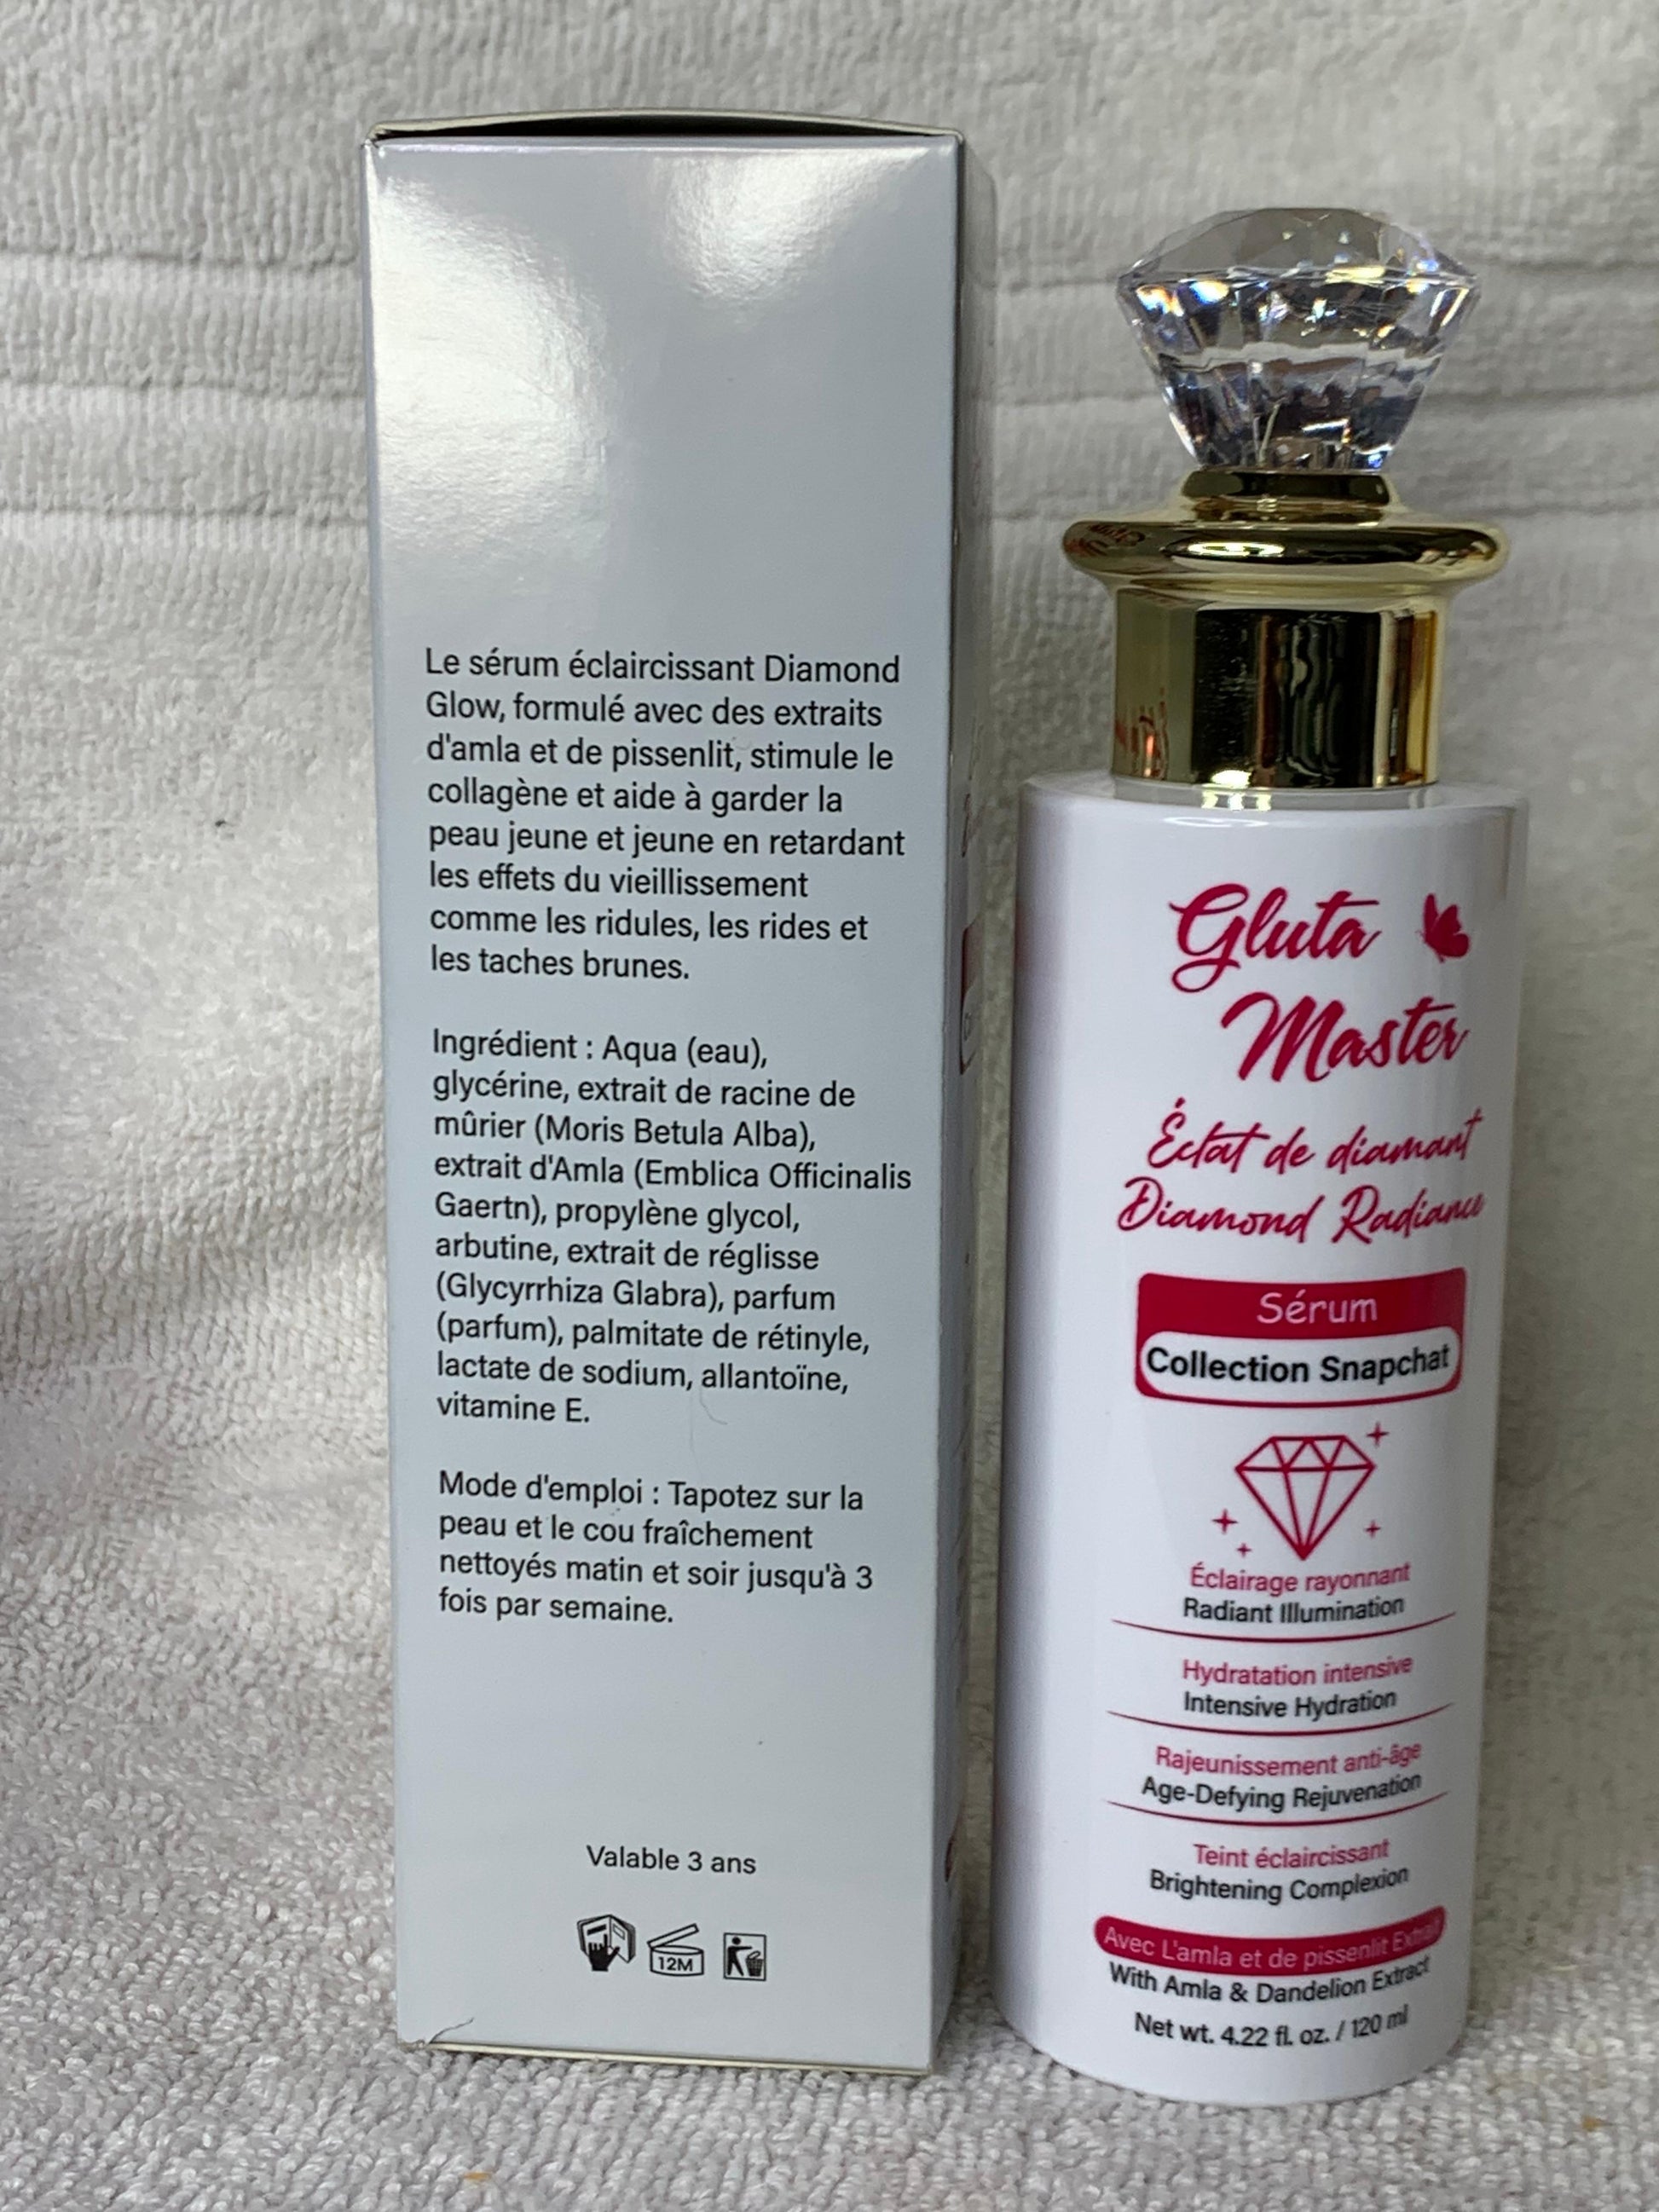 Le sérum éclaircissant Diamond
Glow, formulé avec des extraits
d'amla et de pissenlit, stimule le
collagène et aide à garder la
peau jeune et jeune en retardant
les effets du vieillissement
comme les ridules, les rides et
les taches brunes.
Ingrédient : Aqua (eau),
glycérine, extrait de racine de
mûrier (Moris Betula Alba),
extrait d'Amla (Emblica Officinalis
Gaertn), propylène glycol,
arbutine, extrait de réglisse
(Glycyrrhiza Glabra), parfum
(parfum), palmitate de rétinyle,
lactate de sodium, allantoïne,
vitamine E.
Mode d'emploi : Tapotez sur la
peau et le cou fraîchement
nettoyés matin et soir jusqu'à 3
fois par semaine.
Valable 3 ans
12M
Gluta
Master
Éclat de diamant
Diamond Radiance
Sérum
Collection Snapchat
Éclairage rayonnant
Radiant Illumination
Hydratation intensive
Intensive Hydration
Rajeunissement anti-âge
Age-Defying Rejuvenation
Teint éclaircissant
Brightening Complexion
Avec L'amla et de pissenlit Extrait
With Amla & Dandelion Extract
Net wt. 4.22 fl. oz. / 120 ml